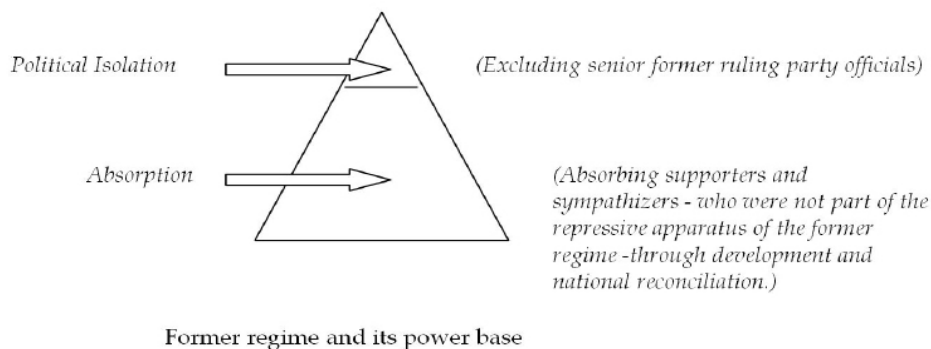 Political Isolation
(Excluding senior former ruling party officials)
Absorption
(Absorbing supporters and
sympathizers - who were not part of the
repressive apparatus of the former
regime -through development and
national reconciliation.)
Former regime and its power base